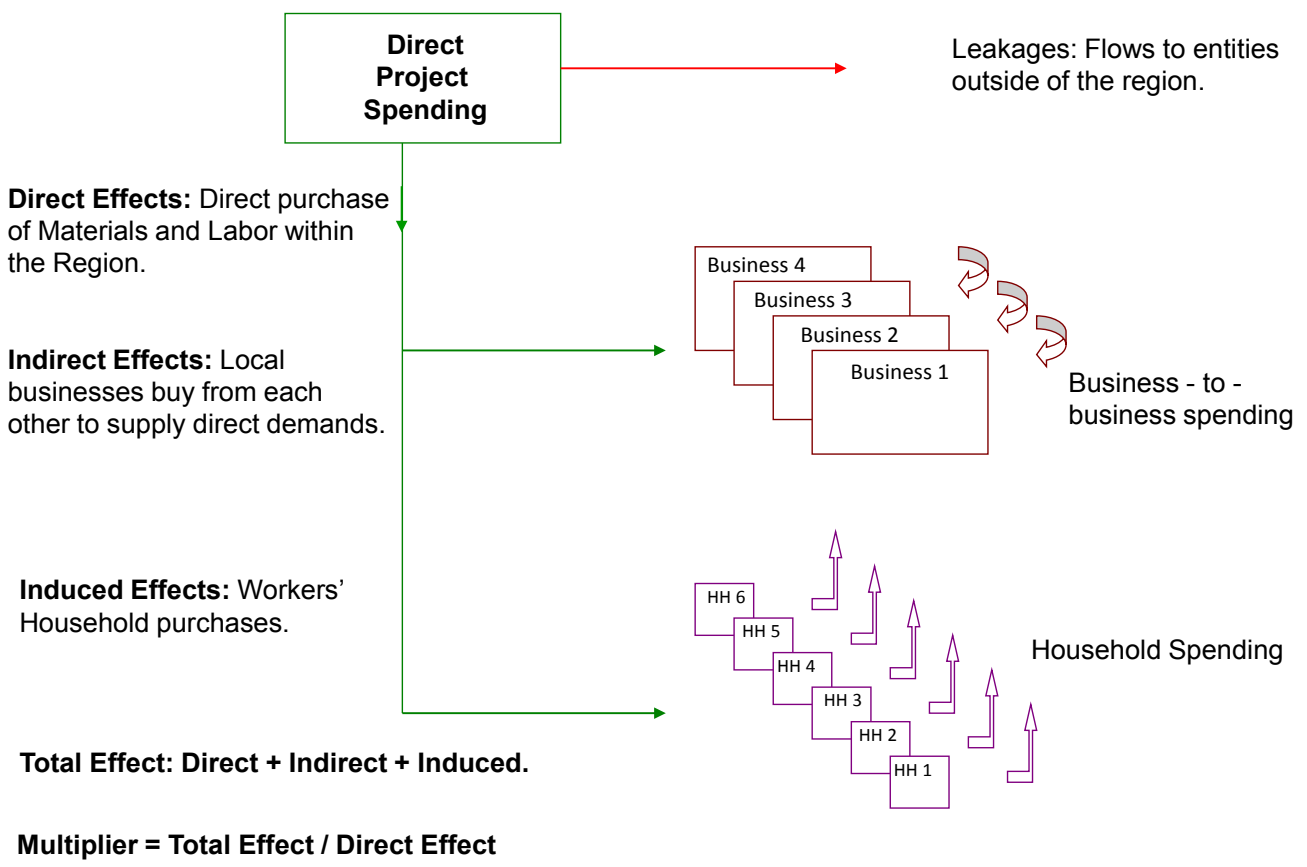 Direct
Project
Spending
Leakages: Flows to entities
outside of the region.
Direct Effects: Direct purchase
of Materials and Labor within
the Region.
Business 4
Business 3
Business 2
Business 1
Indirect Effects: Local
businesses buy from each
other to supply direct demands.
Business - to -
business spending
Induced Effects: Workers’
Household purchases.
HH 6
HH 5
HH 4
HH 3
HH 2
HH 1
Household Spending
Total Effect: Direct + Indirect + Induced.
Multiplier = Total Effect / Direct Effect